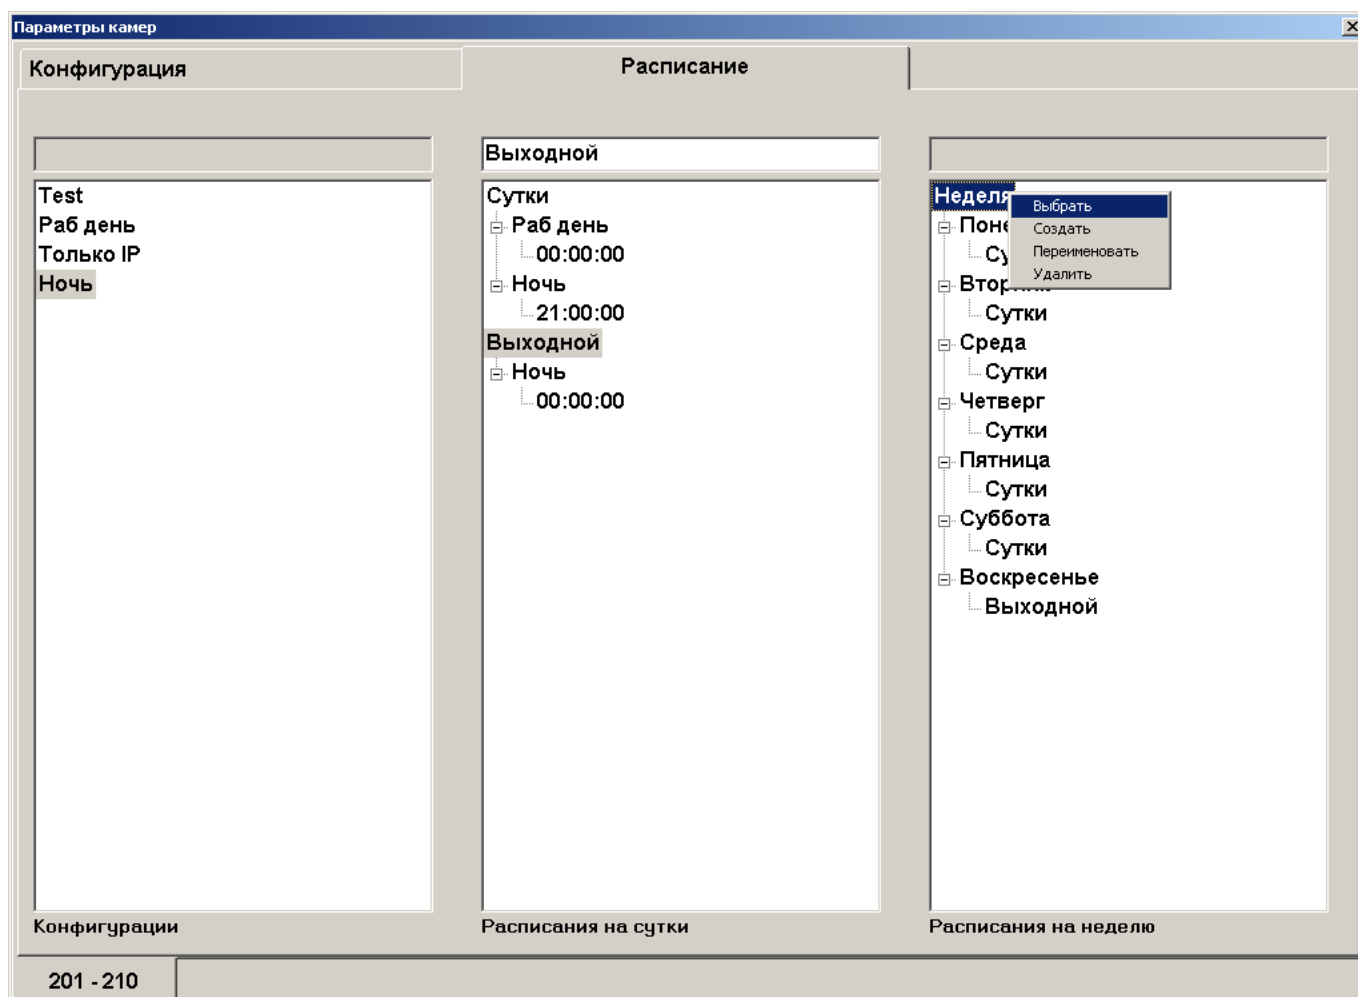 Параметры камер
Конфигурация
Расписание
Выходной
Test
Раб день
Только IP
Ночь
Конфигурации
Сутки
Раб день
00:00:00
Ночь
21:00:00
Выходной
Ночь
00:00:00
Расписания на сутки
Неделя
Выбрать
Создать
Переименовать
Удалить
Сутки
Среда
Сутки
Четверг
Сутки
Пятница
Сутки
Суббота
Сутки
Воскресенье
Выходной
Расписания на неделю
201 - 210